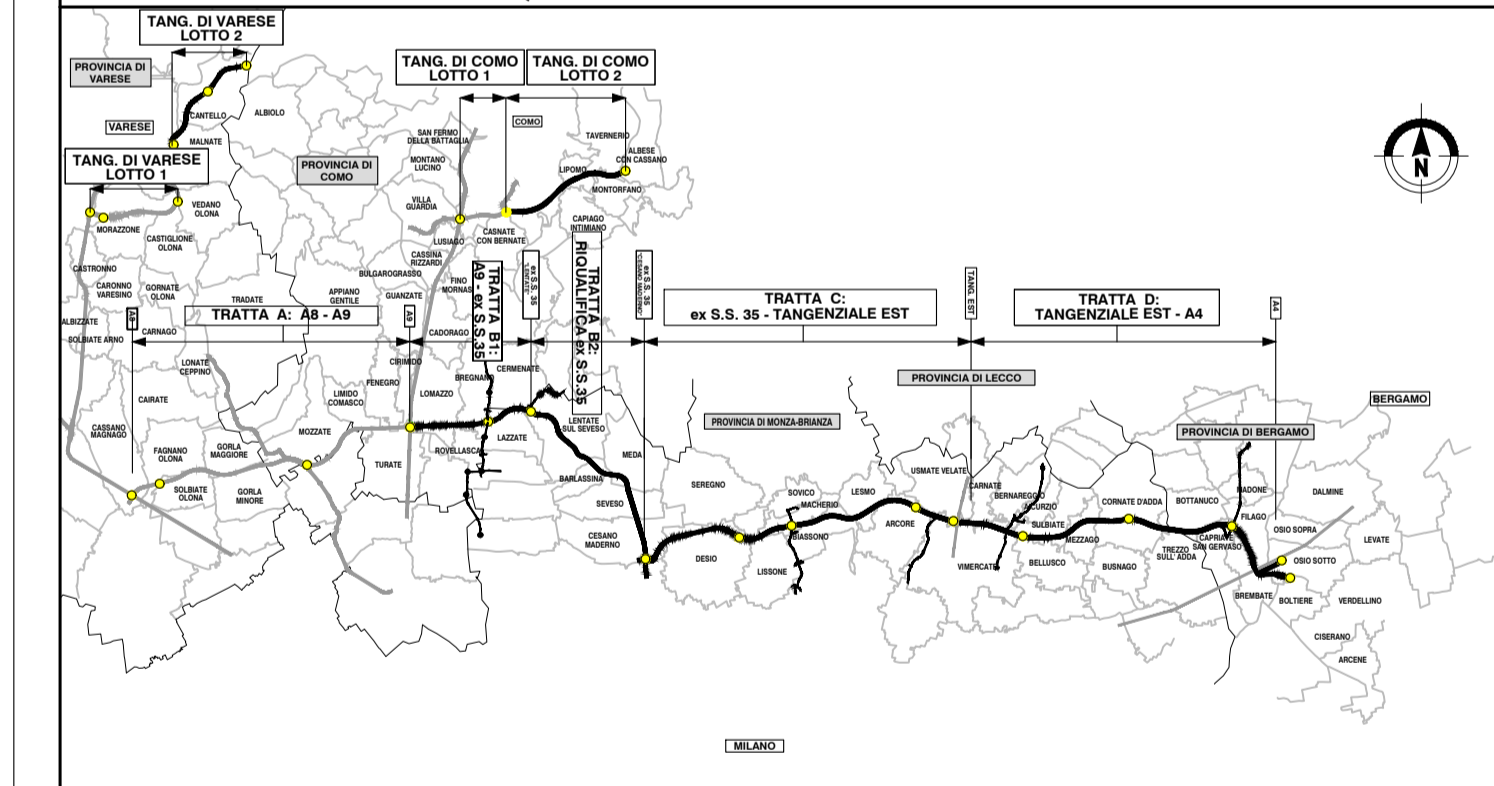 TANG. DI VARESE
LOTTO 2
PROVINCIA DI
VARESE
VARESE
CANTELLO
ALBIOLO
MALNATE
TANG. DI VARESE
LOTTO 1
PROVINCIA DI
COMO
TANG. DI COMO
LOTTO 1
TANG. DI COMO
LOTTO 2
COMO
SAN FERMO
DELLA BATTAGLIA
MONTANO
LUCINO
VILLA
GUARDIA
TAVERNERIO
ALBESE
CON CASSANO
LIPOMO
MONTORFANO
CAPIAGO
INTIMIANO
CASNATE
CON BERNATE
LUSIAGO
N
VEDANO
OLONA
MORAZZONE
CASTIGLIONE
OLONA
CASTRONNO
CARONNO
VARESINO
GORNATE
OLONA
ALBIZZATE
SOLBIATE ARNO
CARNAGO
TRADATE
APPIANO
GENTILE
BULGAROGRASSO
CASSINA
RIZZARDI
GUANZATE
FINO
MORNAS
CADORAGO
A8
TRATTA A: A8 - A9
A9
TRATTA B1:
A9 - ex S.S.35
ex S.S. 35
"LENTATE"
TRATTA B2:
RIQUALIFICA ex S.S.35
ex S.S. 35
"CESANO MADERNO"
TRATTA C:
ex S.S. 35 - TANGENZIALE EST
TANG. EST
TRATTA D:
TANGENZIALE EST - A4
A4
LONATE
CEPPINO
CAIRATE
CASSANO
MAGNAGO
FAGNANO
OLONA
SOLBIATE
OLONA
GORLA
MAGGIORE
GORLA
MINORE
MOZZATE
LIMIDO
COMASCO
FENEGRO
CIRIMIDO
LOMAZZO
BREGNANO
CERMENATE
TURATE
ROVELLASCA
LAZZATE
LENTATE
SUL SEVESO
MEDA
BARLASSINA
SEVESO
CESANO
MADERNO
PROVINCIA DI MONZA-BRIANZA
PROVINCIA DI LECCO
PROVINCIA DI BERGAMO
BERGAMO
SEREGNO
DESIO
LISSONE
SOVICO
MACHERIO
BIASSONO
LESMO
ARCORE
USMATE VELATE
CARNATE
BERNAREGGIO
AICURZIO
SULBIATE
MEZZAGO
VIMERCATE
BELLUSCO
BUSNAGO
CORNATE D'ADDA
BOTTANUCO
TREZZO
SULL' ADDA
CAPRIATE
SAN GERVASO
MADONE
FILAGO
DALMINE
OSIO SOPRA
LEVATE
OSIO SOTTO
BREMBATE
BOLTIERE
VERDELLINO
CISERANO
ARCENE
MILANO